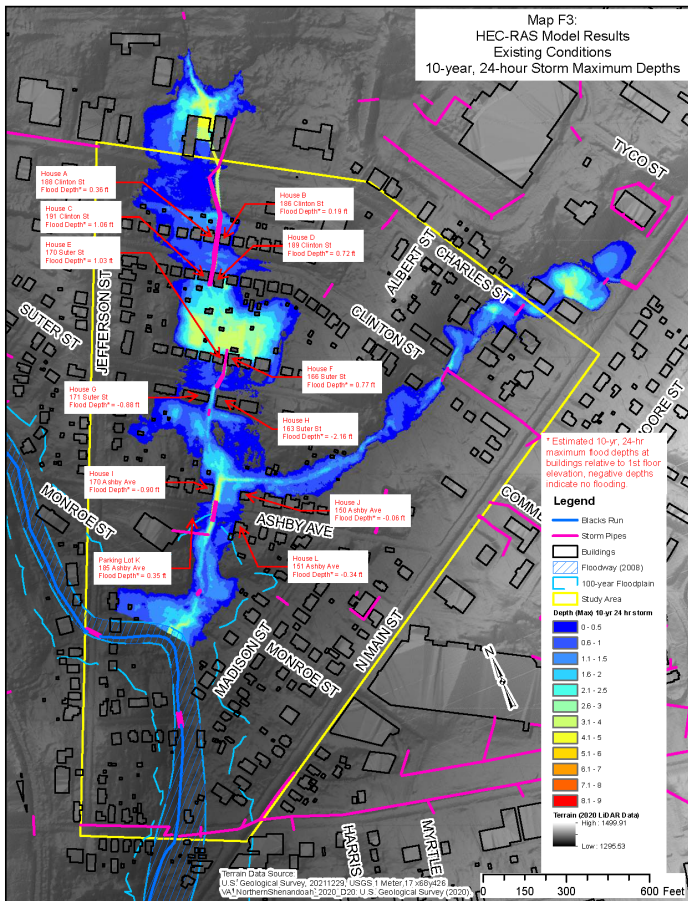 Map F3:
HEC-RAS Model Results
Existing Conditions
10-year, 24-hour Storm Maximum Depths
TYCO ST
House A
188 Clinton St
Flood Depth* = 0.36 ft
House B
186 Clinton St
Flood Depth* = 0.19 ft
House C
191 Clinton St
Flood Depth* = 1.06 ft
House D
189 Clinton St
Flood Depth* = 0.72 ft
House E
170 Suter St
Flood Depth* = 1.03 ft
ALBERT ST
CHARLES ST
JEFFERSON ST
SUTER ST
CLINTON ST
House F
166 Suter St
Flood Depth* = 0.77 ft
House G
171 Suter St
Flood Depth* = -0.88 ft
House H
163 Suter St
Flood Depth* = -2.16 ft
OORE ST
* Estimated 10-yr, 24-hr
maximum flood depths at
buildings relative to 1st floor
elevation, negative depths
indicate no flooding.
House I
170 Ashby Ave
Flood Depth* = -0.90 ft
House J
150 Ashby Ave
Flood Depth* = -0.06 ft
MONROE ST
ASHBY AVE
COMME
House L
151 Ashby Ave
Flood Depth* = -0.34 ft
Parking Lot K
185 Ashby Ave
Flood Depth* = 0.35 ft
MADISON ST
MONROE ST
N MAIN ST
N
Legend
Blacks Run
Storm Pipes
Buildings
Floodway (2008)
100-year Floodplain
Study Area
Depth (Max) 10-yr 24 hr storm
0 - 0.5
0.6 - 1
1.1 - 1.5
1.6 - 2
2.1 - 2.5
2.6 - 3
3.1 - 4
4.1 - 5
5.1 - 6
6.1 - 7
7.1 - 8
8.1 - 9
Terrain (2020 LiDAR Data)
High : 1499.91
Low : 1295.53
HARRIS
MYRTLE
Terrain Data Source:
U.S. Geological Survey, 20211229, USGS 1 Meter 17 x68y426
VA_NorthernShenandoah_2020_D20: U.S. Geological Survey (2020).
0 150 300 600 Feet